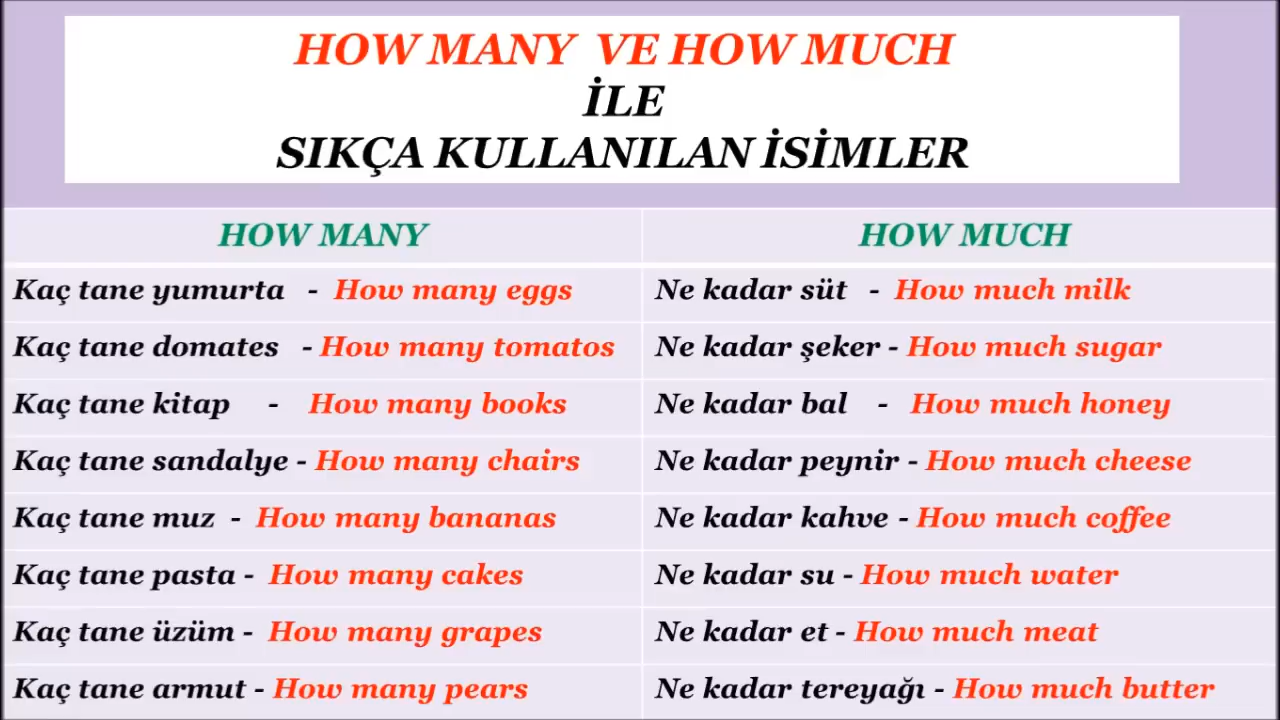 HOW MANY VE HOW MUCH
İLE
SIKÇA KULLANILAN İSİMLER
HOW MANY HOW MUCH
Kaç tane yumurta - How many eggs Ne kadar süt - How much milk
Kaç tane domates - How many tomatos Ne kadar şeker - How much sugar
Kaç tane kitap - How many books Ne kadar bal - How much honey
Kaç tane sandalye - How many chairs Ne kadar peynir - How much cheese
Kaç tane muz - How many bananas Ne kadar kahve - How much coffee
Kaç tane pasta - How many cakes Ne kadar su - How much water
Kaç tane üzüm - How many grapes Ne kadar et - How much meat
Kaç tane armut - How many pears Ne kadar tereyağı - How much butter